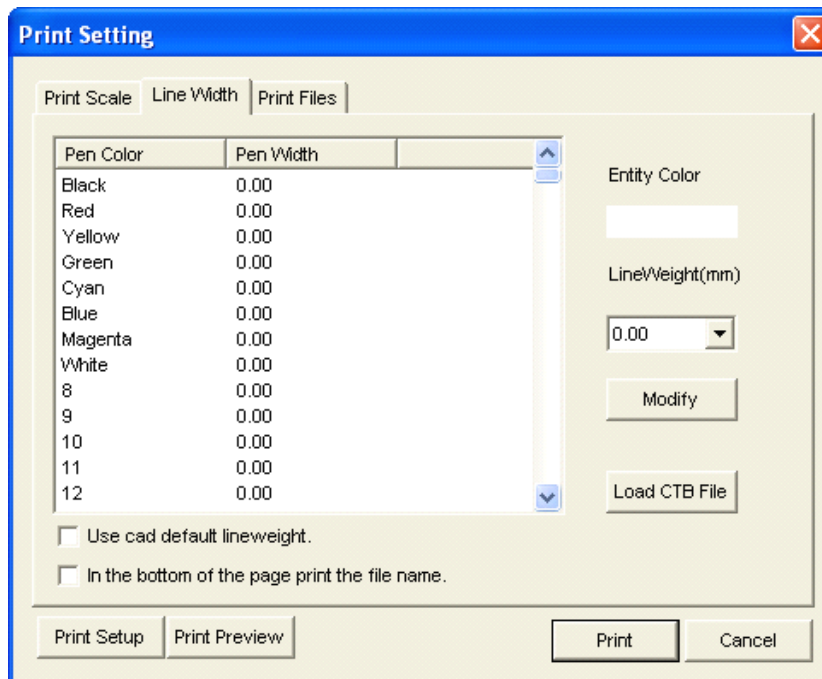 Print Setting
Print Scale Line Width Print Files
Pen Color Pen Width
Black 0.00
Red 0.00
Yellow 0.00
Green 0.00
Cyan 0.00
Blue 0.00
Magenta 0.00
White 0.00
8 0.00
9 0.00
10 0.00
11 0.00
12 0.00
Entity Color
LineWeight(mm)
0.00
Modify
Load CTB File
Use cad default lineweight.
In the bottom of the page print the file name.
Print Setup Print Preview Print Cancel